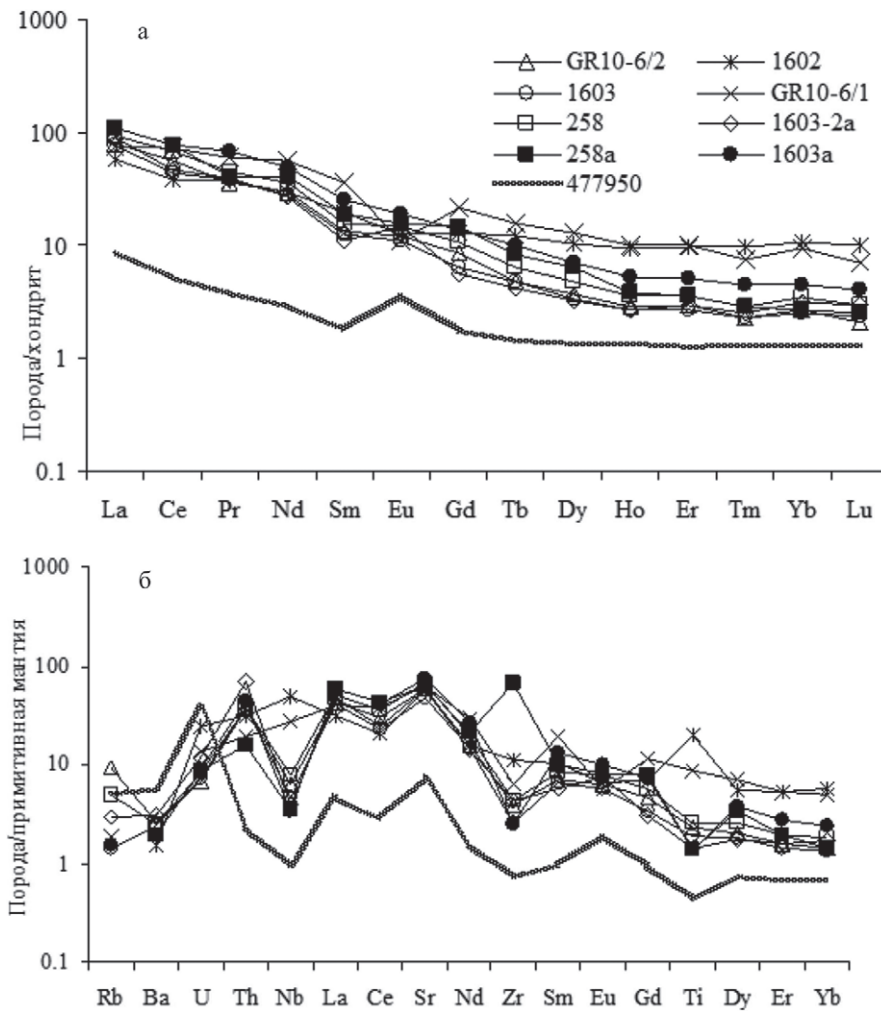 а
1000
100
10
1
0.1
Порода/хондрит
GR10-6/2
1602
1603
GR10-6/1
258
1603-2а
258а
1603а
477950
La Ce Pr Nd Sm Eu Gd Tb Dy Ho Er Tm Yb Lu
б
1000
100
10
1
0.1
Порода/примитивная мантия
Rb Ba U Th Nb La Ce Sr Nd Zr Sm Eu Gd Ti Dy Er Yb